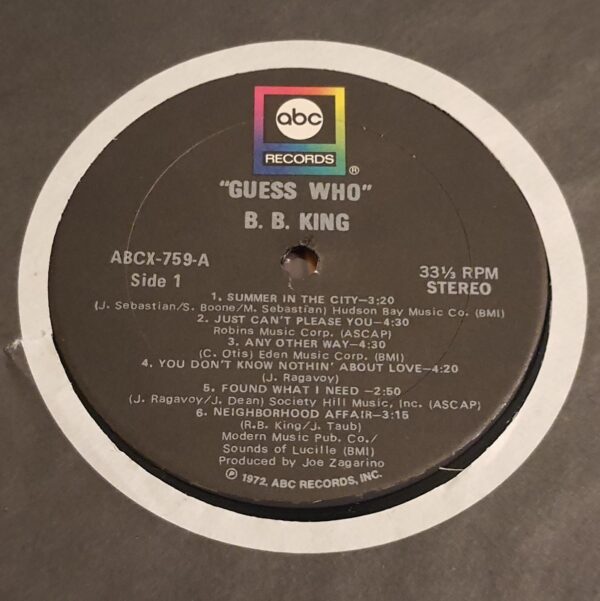 abc
RECORDS
®
"GUESS WHO"
B. B. KING
ABCX-759-A
Side 1
33⅓ RPM
STEREO
1. SUMMER IN THE CITY—3:20
(J. Sebastian/S. Boone/M. Sebastian) Hudson Bay Music Co. (BMI)
2. JUST CAN'T PLEASE YOU—4:30
Robins Music Corp. (ASCAP)
3. ANY OTHER WAY—4:30
(C. Otis) Eden Music Corp. (BMI)
4. YOU DON'T KNOW NOTHIN' ABOUT LOVE—4:20
(J. Ragavoy)
5. FOUND WHAT I NEED —2:50
(J. Ragavoy/J. Dean) Society Hill Music, Inc. (ASCAP)
6. NEIGHBORHOOD AFFAIR—3:15
(R.B. King/J. Taub)
Modern Music Pub. Co./
Sounds of Lucille (BMI)
Produced by Joe Zagarino
℗ 1972, ABC RECORDS, INC.